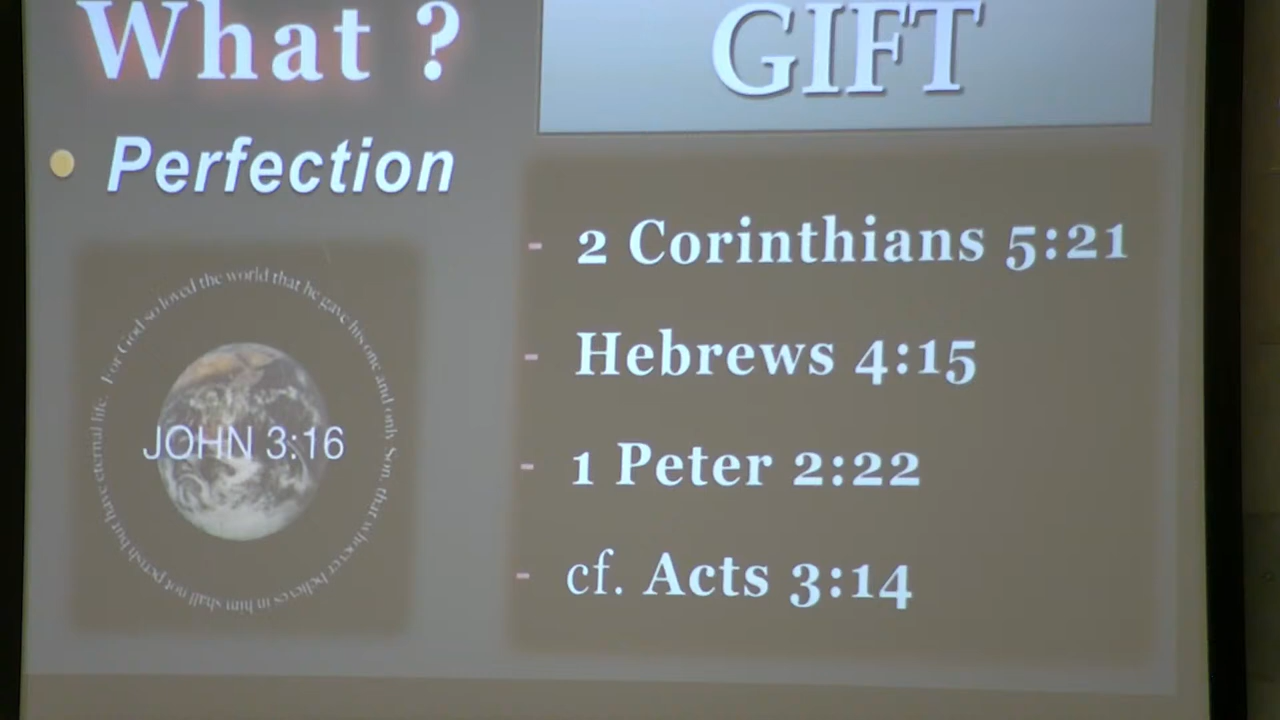 What ?
GIFT
• Perfection
- 2 Corinthians 5:21
- Hebrews 4:15
- 1 Peter 2:22
- cf. Acts 3:14
For God so loved the world that he gave his one and only Son, that whoever believes in him shall not perish but have eternal life.
JOHN 3:16